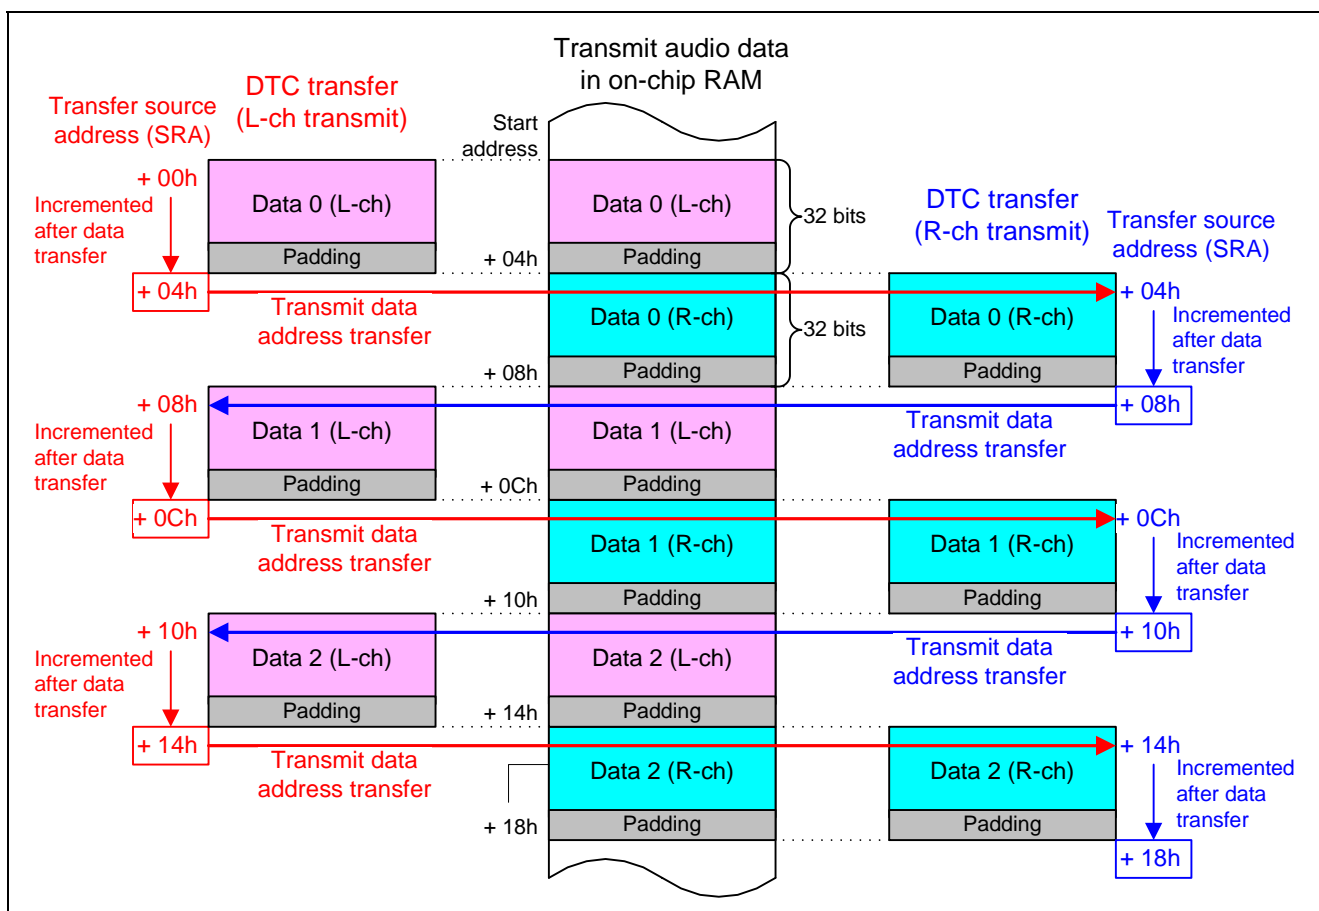 Transmit audio data
in on-chip RAM
DTC transfer
(L-ch transmit)
Transfer source
address (SRA)
Start
address
DTC transfer
(R-ch transmit)
Transfer source
address (SRA)
+ 00h
Incremented
after data
transfer
Data 0 (L-ch)
Padding
Data 0 (L-ch)
Padding
32 bits
+ 04h
+ 04h
Transmit data
address transfer
Data 0 (R-ch)
Padding
32 bits
Data 0 (R-ch)
Padding
+ 04h
Incremented
after data
transfer
+ 08h
+ 08h
Transmit data
address transfer
+ 08h
Incremented
after data
transfer
Data 1 (L-ch)
Padding
Data 1 (L-ch)
Padding
+ 0Ch
+ 0Ch
Transmit data
address transfer
Data 1 (R-ch)
Padding
Data 1 (R-ch)
Padding
+ 0Ch
Incremented
after data
transfer
+ 10h
+ 10h
Transmit data
address transfer
+ 10h
Incremented
after data
transfer
Data 2 (L-ch)
Padding
Data 2 (L-ch)
Padding
+ 14h
+ 14h
Transmit data
address transfer
Data 2 (R-ch)
Padding
Data 2 (R-ch)
Padding
+ 14h
Incremented
after data
transfer
+ 18h
+ 18h